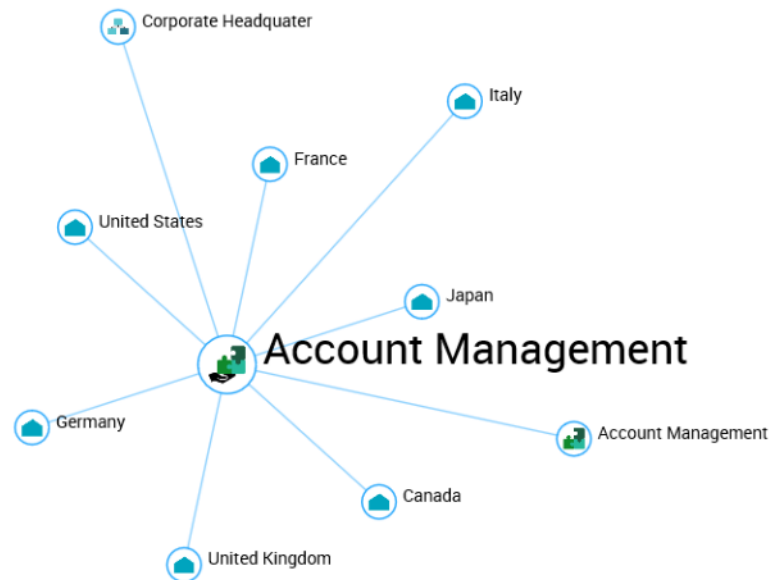 Corporate Headquater
Italy
France
United States
Japan
Account Management
Germany
Account Management
Canada
United Kingdom